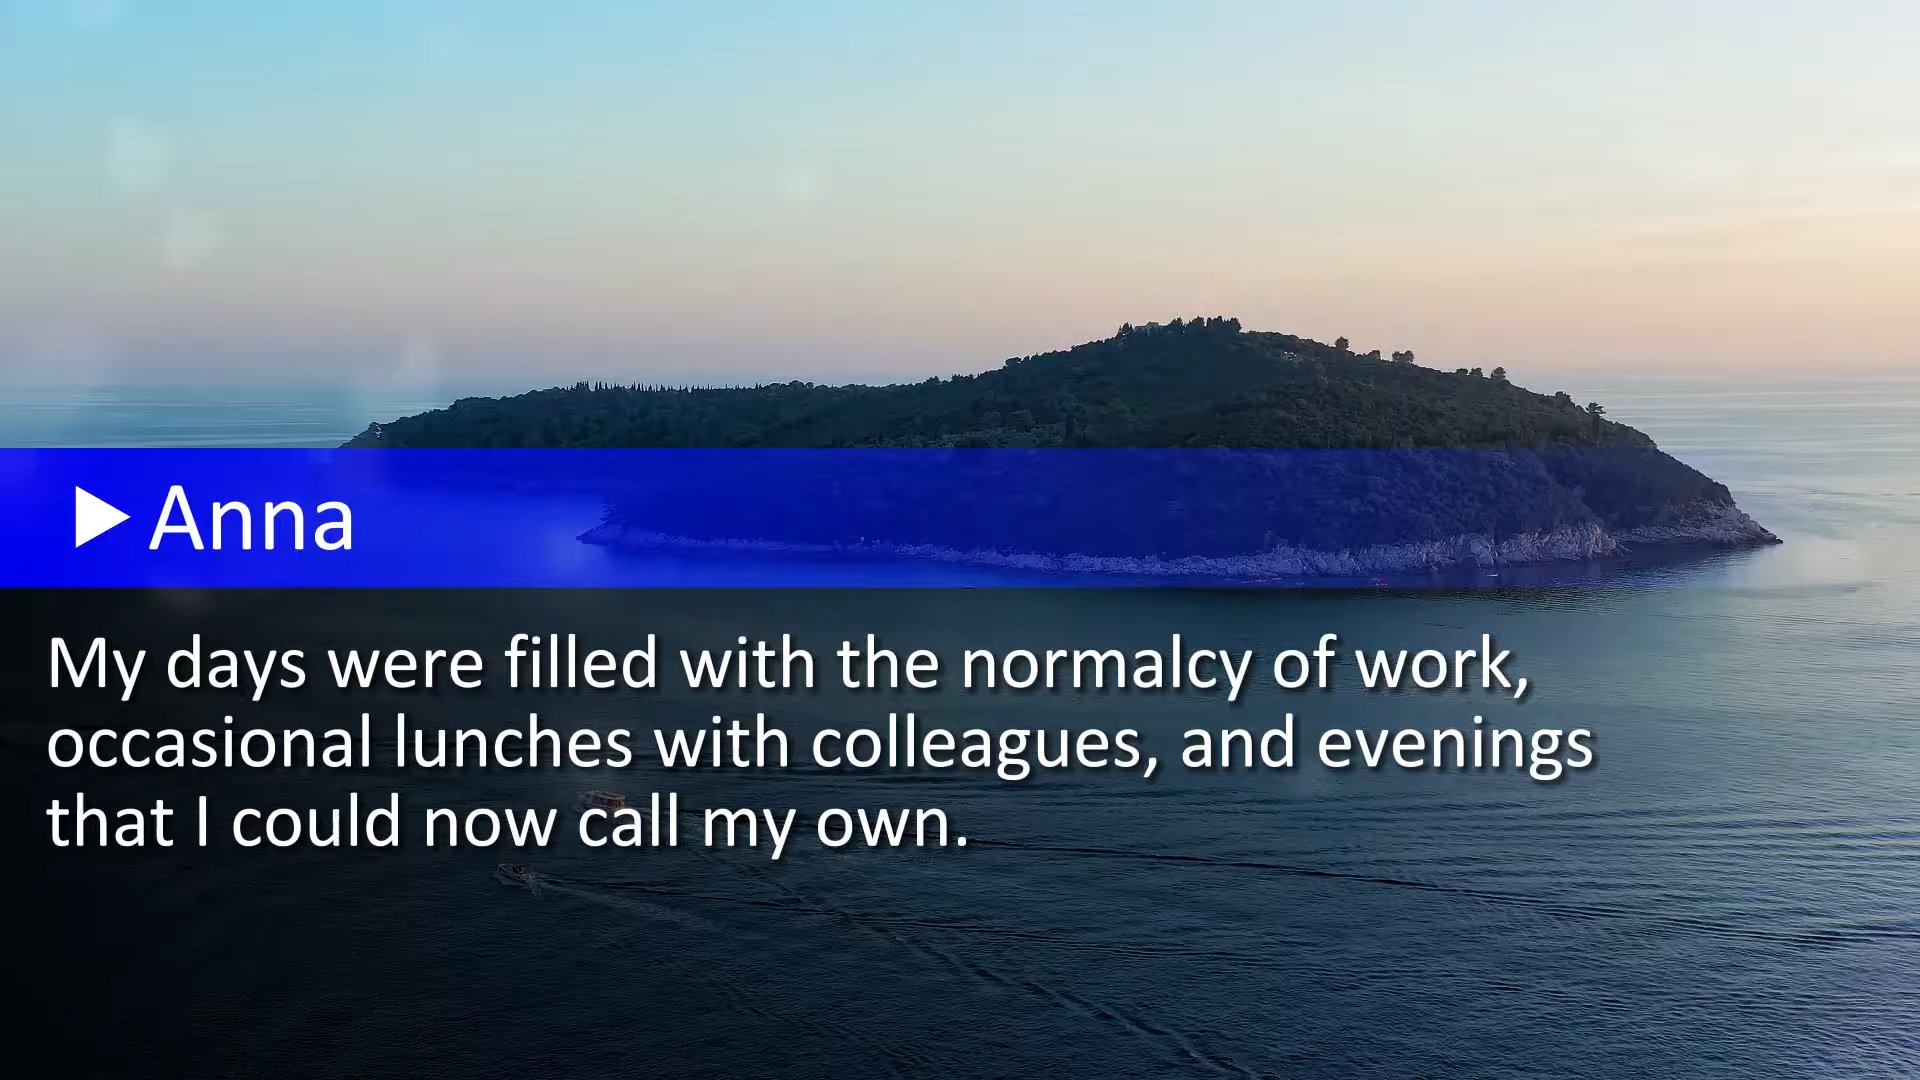 Anna
My days were filled with the normalcy of work,
occasional lunches with colleagues, and evenings
that I could now call my own.